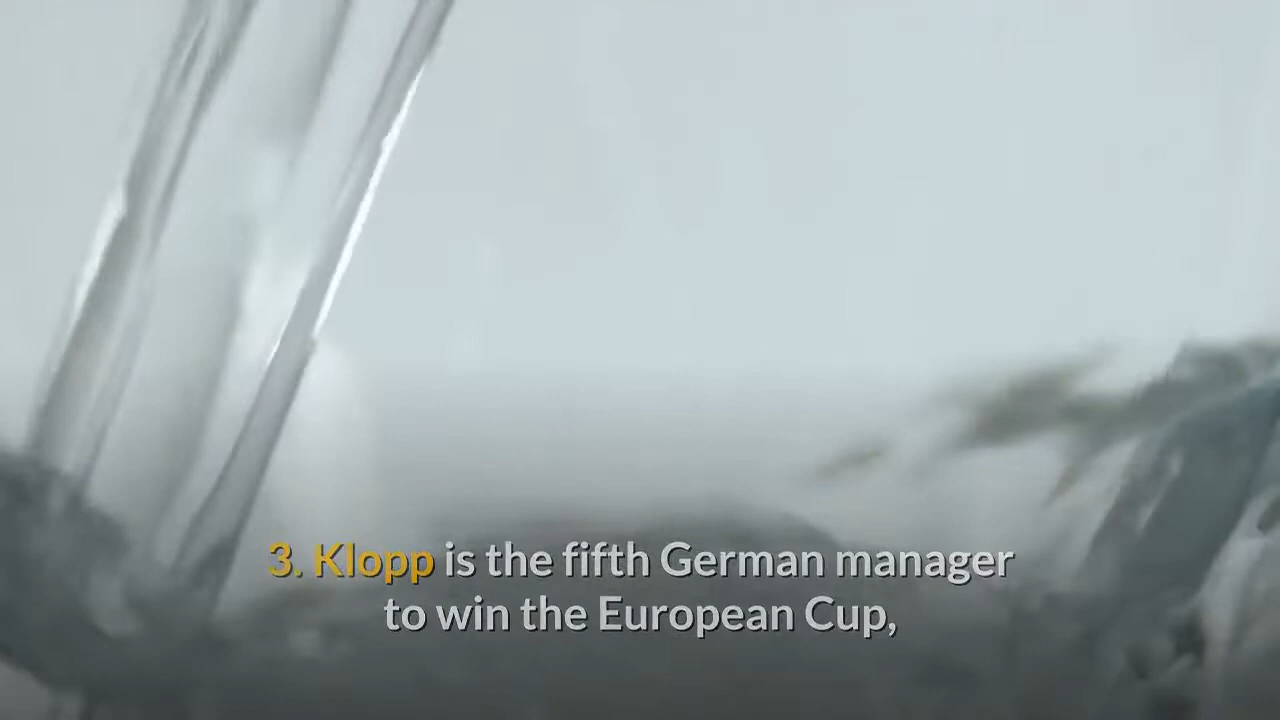 3. Klopp is the fifth German manager
to win the European Cup,